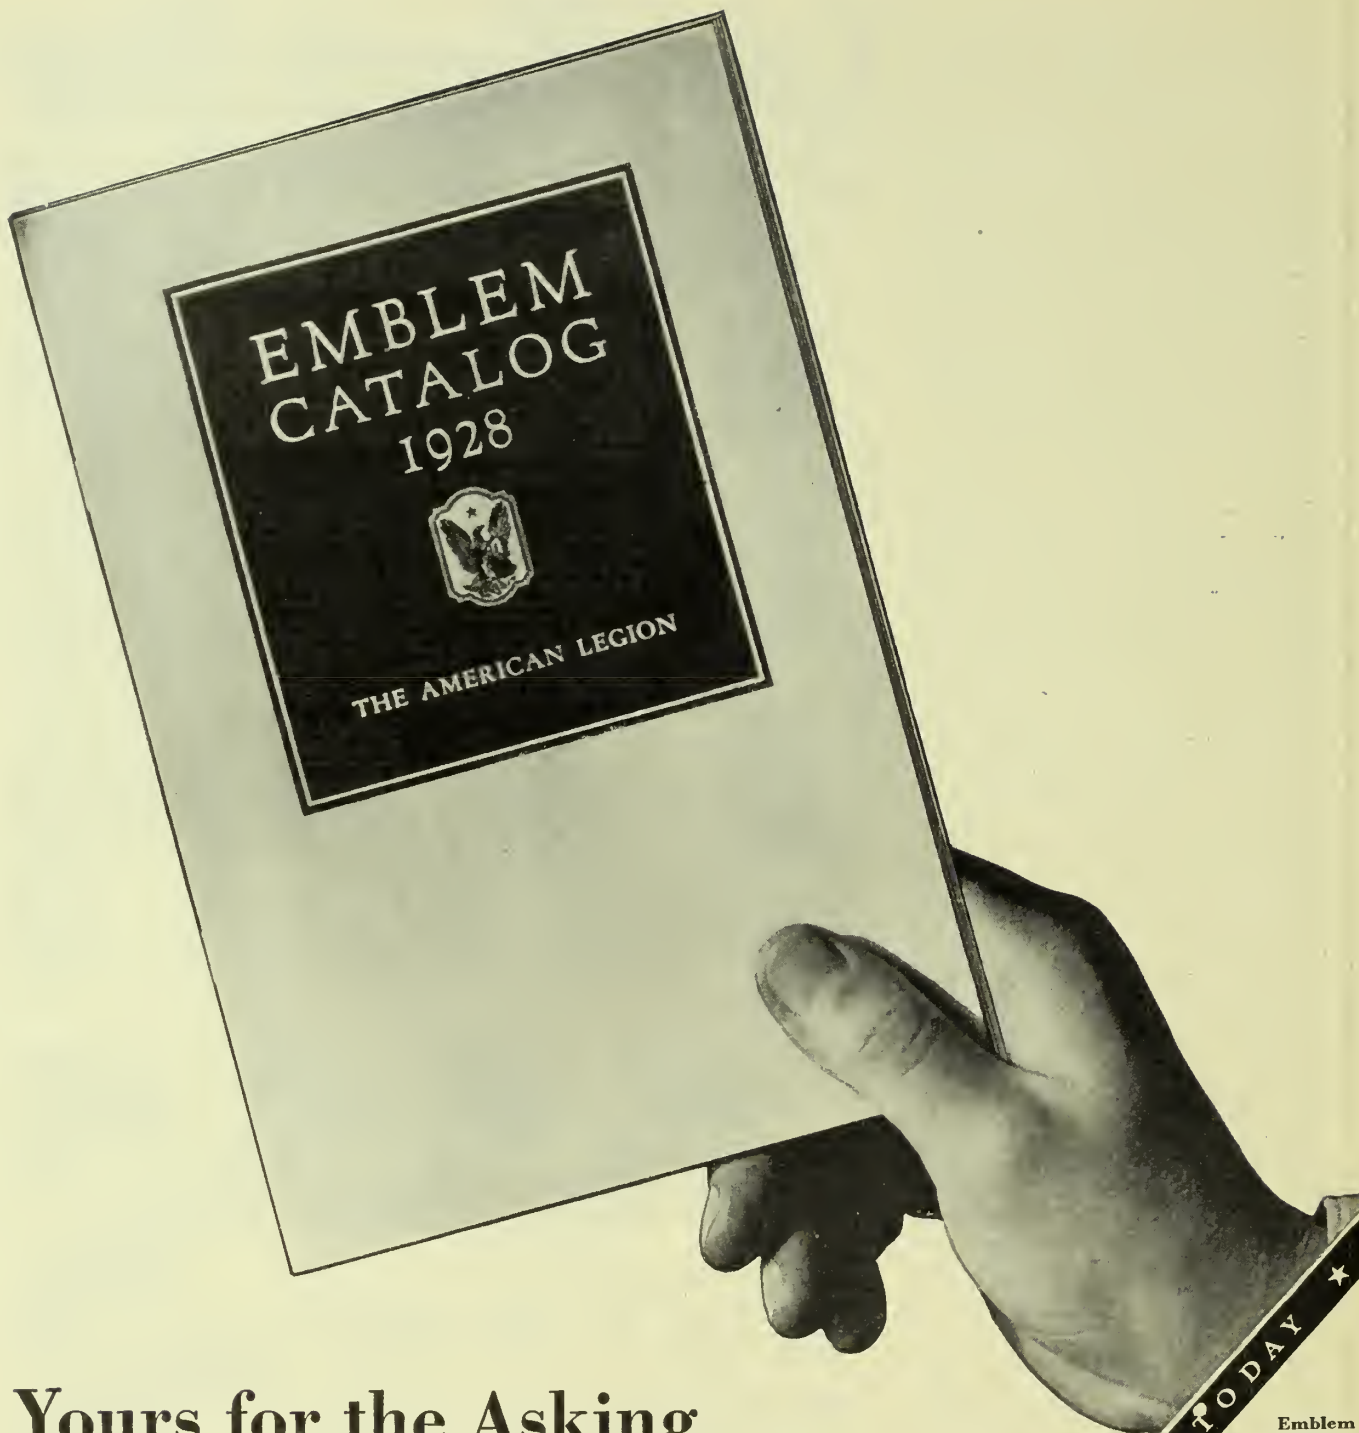 EMBLEM
CATALOG
1928
THE AMERICAN LEGION
Yours for the Asking
TODAY
Emblem